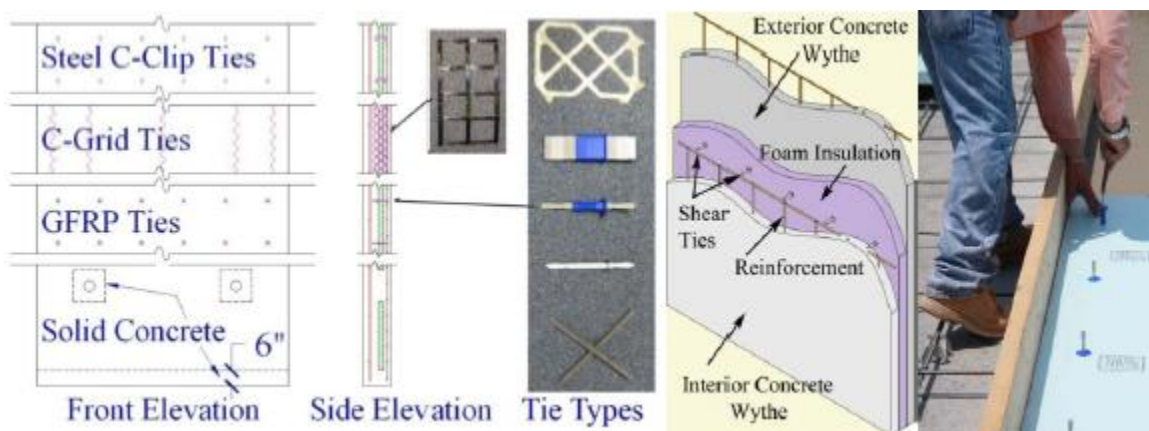 Steel C-Clip Ties
C-Grid Ties
GFRP Ties
Solid Concrete
6"
Front Elevation
Side Elevation
Tie Types
Exterior Concrete
Wythe
Foam Insulation
Shear
Ties
Reinforcement
Interior Concrete
Wythe